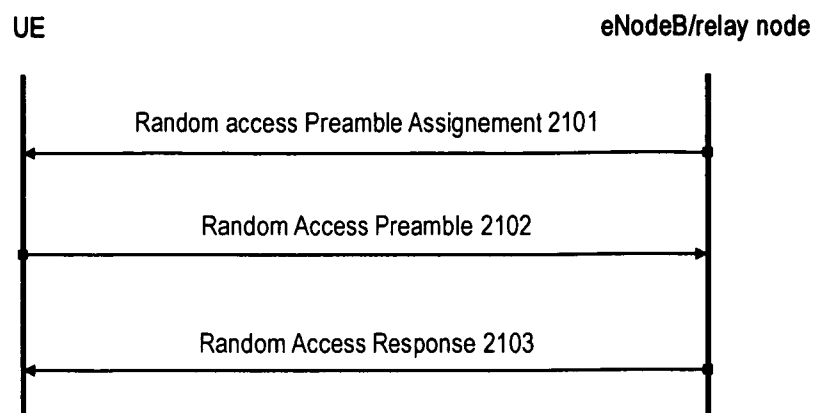 UE
eNodeB/relay node
Random access Preamble Assignement 2101
Random Access Preamble 2102
Random Access Response 2103